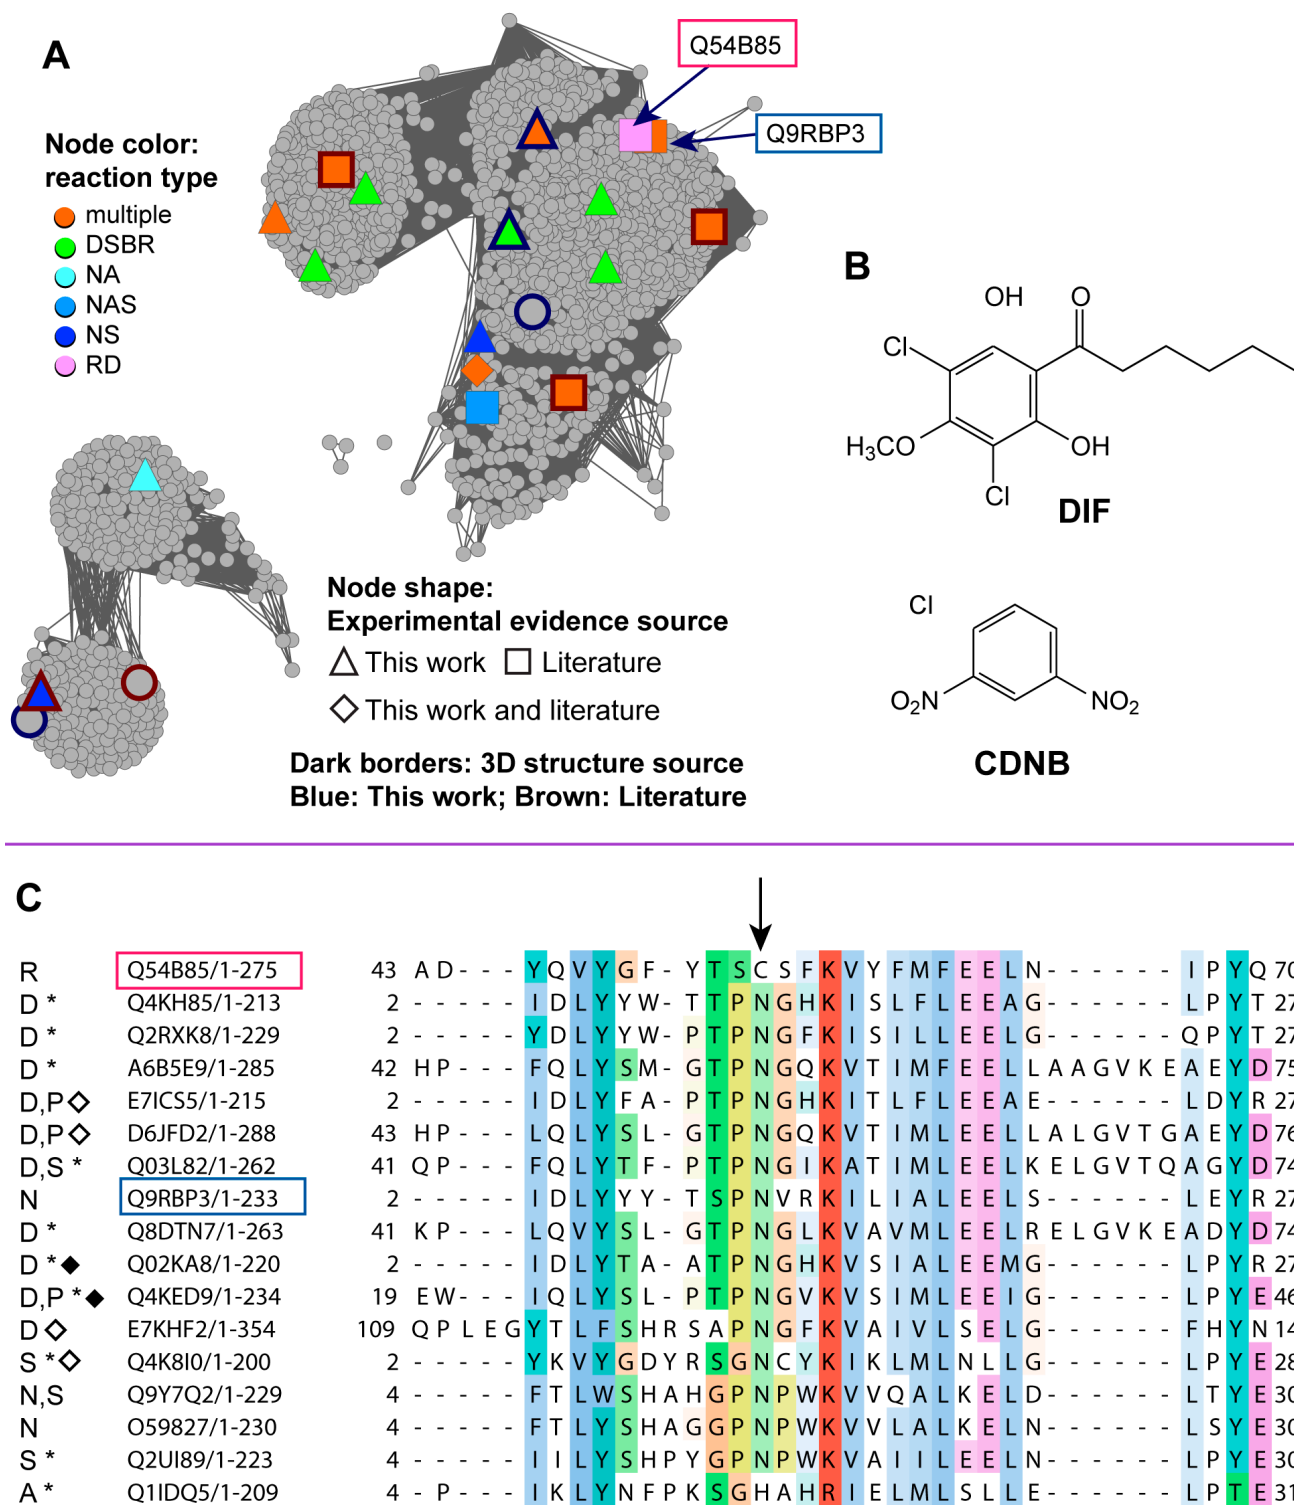 A
Q54B85
Q9RBP3
Node color:
reaction type
multiple
DSBR
NA
NAS
NS
RD
B
OH
O
Cl
H3CO
OH
Cl
DIF
Cl
O2N
NO2
CDNB
Node shape:
Experimental evidence source
This work
Literature
This work and literature
Dark borders: 3D structure source
Blue: This work; Brown: Literature
C
R Q54B85/1-275 43 AD---YQVYGF-YTSCSFKVYFMFEELN------IPYQ 70
D * Q4KH85/1-213 2 -----IDLYYW-TTPNGHKISLFLEEAG------LPYT 27
D * Q2RXK8/1-229 2 -----YDLYYW-PTPNGFKISILLEELG------QPYT 27
D * A6B5E9/1-285 42 HP---FQLYSM-GTPNGQKVTIMFEELLAAGVKEAEYD 75
D,P ◇ E7ICS5/1-215 2 -----IDLYFA-PTPNGHKITLFLEEAE------LDYR 27
D,P ◇ D6JFD2/1-288 43 HP---LQLYSL-GTPNGQKVTIMLEELLALGVTGAEYD 76
D,S * Q03L82/1-262 41 QP---FQLYTF-PTPNGIKATIMLEELKELGVTQAGYD 74
N Q9RBP3/1-233 2 -----IDLYYY-TSPNVRKILIALEELS------LEYR 27
D * Q8DTN7/1-263 41 KP---LQVYSL-GTPNGLKVAVMLEELRELGVKEADYD 74
D *◆ Q02KA8/1-220 2 -----IDLYTA-ATPNGHKVSIALEEMG------LPYR 27
D,P *◆ Q4KED9/1-234 19 EW---IQLYSL-PTPNGVKVSIMLEEIG------LPYE 46
D ◇ E7KHF2/1-354 109 QPLEGYTLFSHRSAPNGFKVAIVLSELG------FHYN 14
S *◇ Q4K8I0/1-200 2 -----YKVYGDYRSGNCYKIKLMLNLLG------LPYE 28
N,S Q9Y7Q2/1-229 4 -----FTLWSHAHGPNPWKVVQALKELD------LTYE 30
N O59827/1-230 4 -----FTLYSHAGGPNPWKVVLALKELN------LSYE 30
S * Q2UI89/1-223 4 -----IILYSHPYGPNPWKVAIILEELN------LPYE 30
A * Q1IDQ5/1-209 4 -P---IKLYNFPKSGHAHRIELMLSLLE------LPTE 31